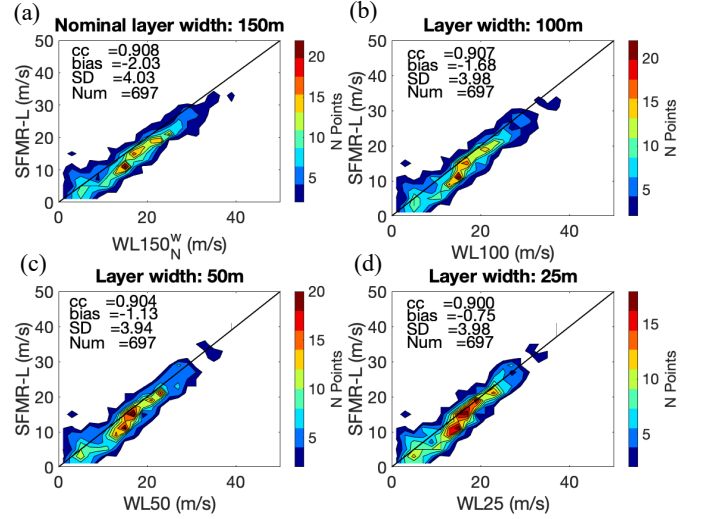 (a)
Nominal layer width: 150m
cc =0.908
bias =-2.03
SD =4.03
Num =697
50
40
30
20
10
0
SFMR-L (m/s)
0 20 40
WL150_N^w (m/s)
20
15
10
5
N Points
(b)
Layer width: 100m
cc =0.907
bias =-1.68
SD =3.98
Num =697
50
40
30
20
10
0
SFMR-L (m/s)
0 20 40
WL100 (m/s)
20
15
10
5
N Points
(c)
Layer width: 50m
cc =0.904
bias =-1.13
SD =3.94
Num =697
50
40
30
20
10
0
SFMR-L (m/s)
0 20 40
WL50 (m/s)
20
15
10
5
N Points
(d)
Layer width: 25m
cc =0.900
bias =-0.75
SD =3.98
Num =697
50
40
30
20
10
0
SFMR-L (m/s)
0 20 40
WL25 (m/s)
15
10
5
N Points